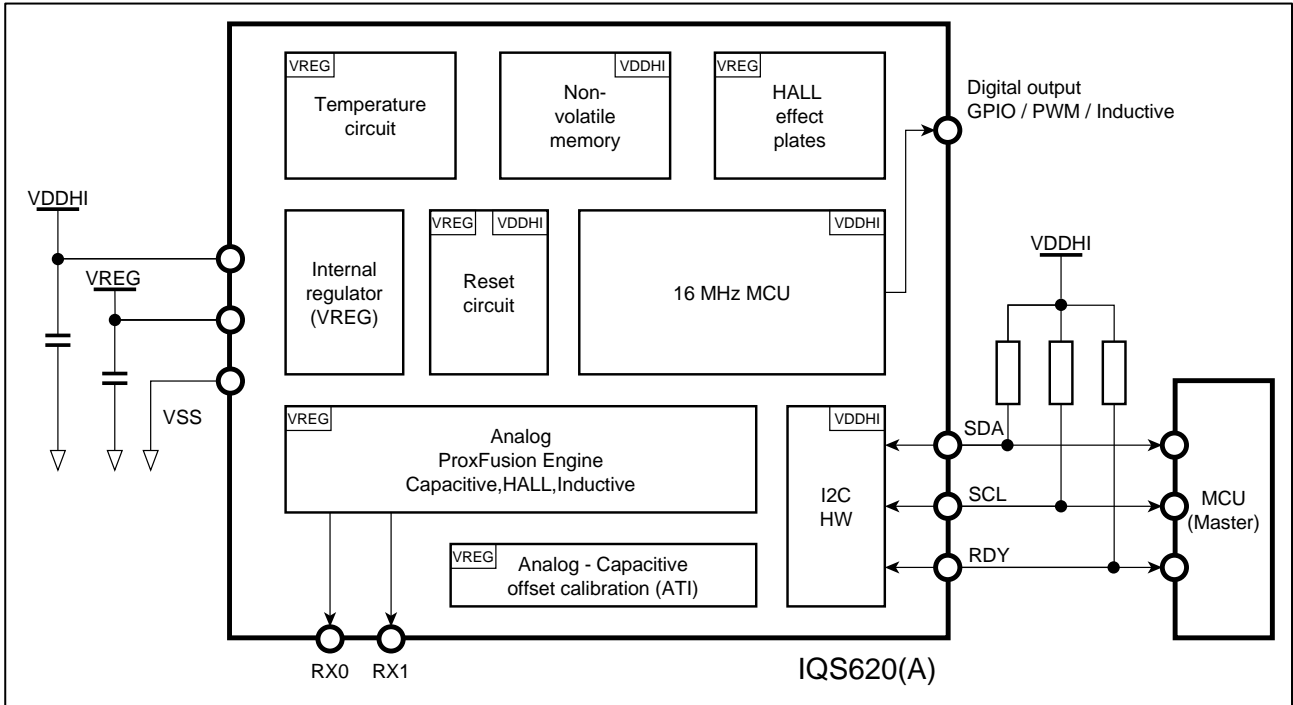 VREG
Temperature
circuit
VDDHI
Non-
volatile
memory
VREG
HALL
effect
plates
Digital output
GPIO / PWM / Inductive
VDDHI
VREG
VSS
Internal
regulator
(VREG)
VREG
VDDHI
Reset
circuit
VDDHI
16 MHz MCU
VDDHI
VREG
Analog
ProxFusion Engine
Capacitive,HALL,Inductive
VREG
Analog - Capacitive
offset calibration (ATI)
VDDHI
I2C
HW
SDA
SCL
RDY
MCU
(Master)
RX0
RX1
IQS620(A)